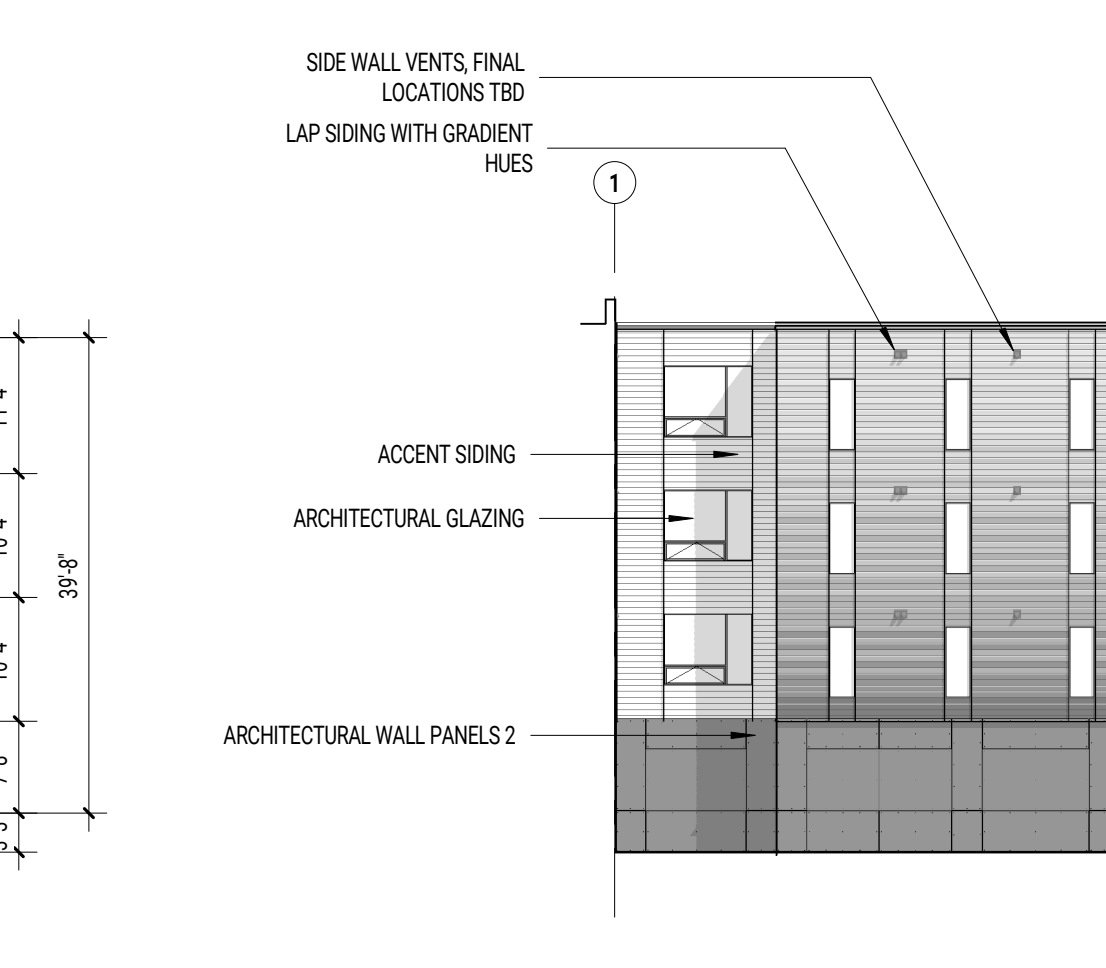 SIDE WALL VENTS, FINAL
LOCATIONS TBD
LAP SIDING WITH GRADIENT
HUES
1
ACCENT SIDING
ARCHITECTURAL GLAZING
39'-8"
ARCHITECTURAL WALL PANELS 2